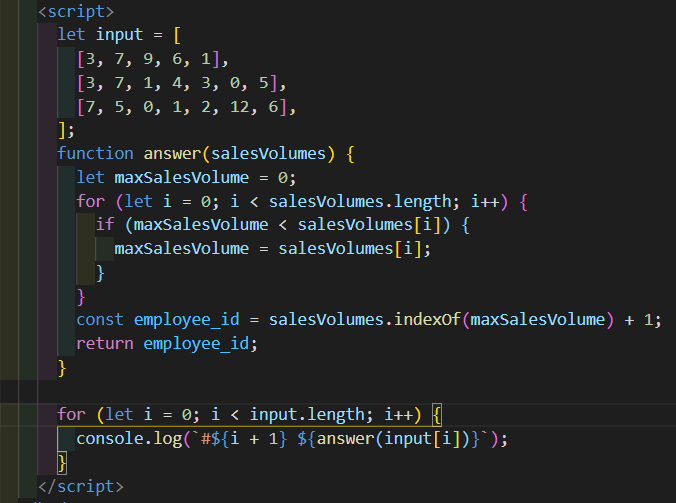 <script>
let input = [
[3, 7, 9, 6, 1],
[3, 7, 1, 4, 3, 0, 5],
[7, 5, 0, 1, 2, 12, 6],
];
function answer(salesVolumes) {
let maxSalesVolume = 0;
for (let i = 0; i < salesVolumes.length; i++) {
if (maxSalesVolume < salesVolumes[i]) {
maxSalesVolume = salesVolumes[i];
}
}
const employee_id = salesVolumes.indexOf(maxSalesVolume) + 1;
return employee_id;
}
for (let i = 0; i < input.length; i++) {
console.log(`#${i + 1} ${answer(input[i])}`);
}
</script>